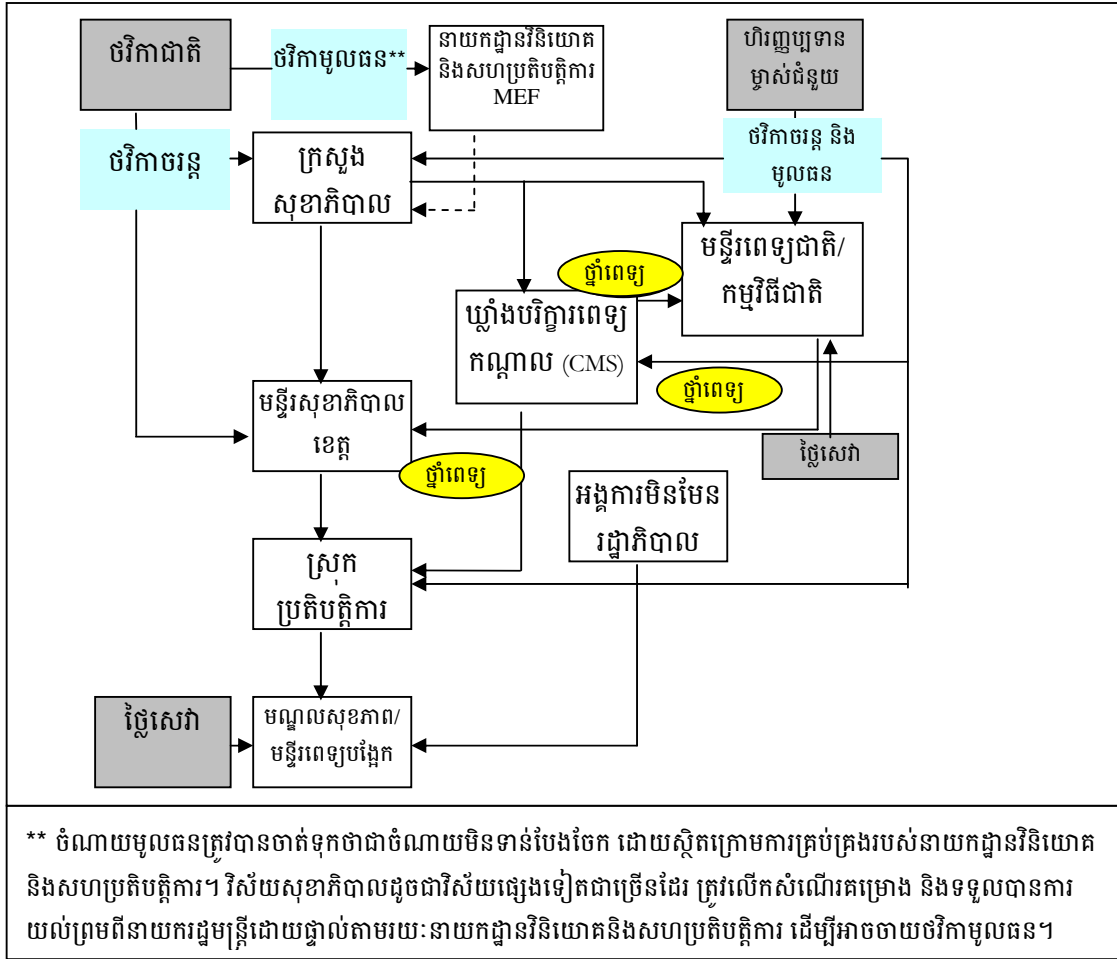 ថវិកាជាតិ
ថវិកាមូលធន**
នាយកដ្ឋានវិនិយោគ
និងសហប្រតិបត្តិការ
MEF
ហិរញ្ញប្បទាន
ម្ចាស់ជំនួយ
ថវិកាចរន្ត
ក្រសួង
សុខាភិបាល
ថវិកាចរន្ត និង
មូលធន
មន្ទីរពេទ្យជាតិ/
កម្មវិធីជាតិ
ថ្នាំពេទ្យ
ឃ្លាំងបរិក្ខារពេទ្យ
កណ្តាល (CMS)
ថ្នាំពេទ្យ
មន្ទីរសុខាភិបាល
ខេត្ត
ថ្លៃសេវា
ថ្នាំពេទ្យ
អង្គការមិនមែន
រដ្ឋាភិបាល
ស្រុក
ប្រតិបត្តិការ
ថ្លៃសេវា
មណ្ឌលសុខភាព/
មន្ទីរពេទ្យបង្អែក
** ចំណាយមូលធនត្រូវបានចាត់ទុកថាជាចំណាយមិនទាន់បែងចែក ដោយស្ថិតក្រោមការគ្រប់គ្រងរបស់នាយកដ្ឋានវិនិយោគ
និងសហប្រតិបត្តិការ។ វិស័យសុខាភិបាលដូចជាវិស័យផ្សេងទៀតជាច្រើនដែរ ត្រូវលើកសំណើរគម្រោង និងទទួលបានការ
យល់ព្រមពីនាយករដ្ឋមន្ត្រីដោយផ្ទាល់តាមរយៈនាយកដ្ឋានវិនិយោគនិងសហប្រតិបត្តិការ ដើម្បីអាចចាយថវិកាមូលធន។